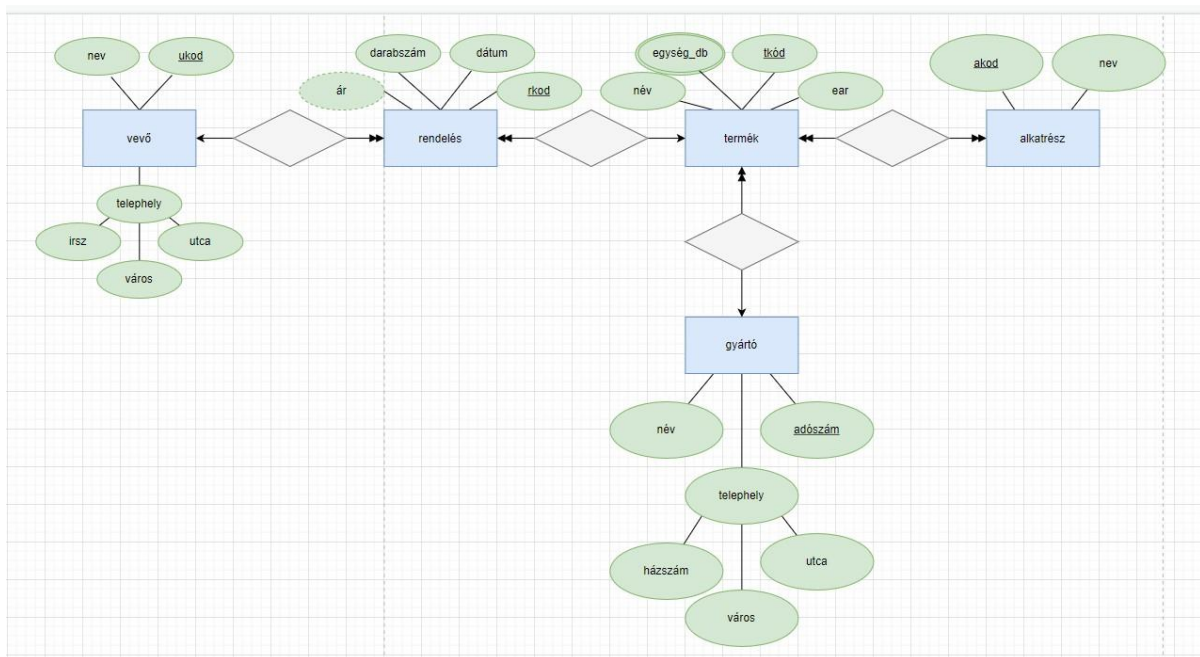 nev
ukod
darabszám
dátum
egység_db
tkód
akod
nev
ár
rkod
név
ear
vevő
rendelés
termék
alkatrész
telephely
irsz
utca
város
gyártó
név
adószám
telephely
házszám
utca
város